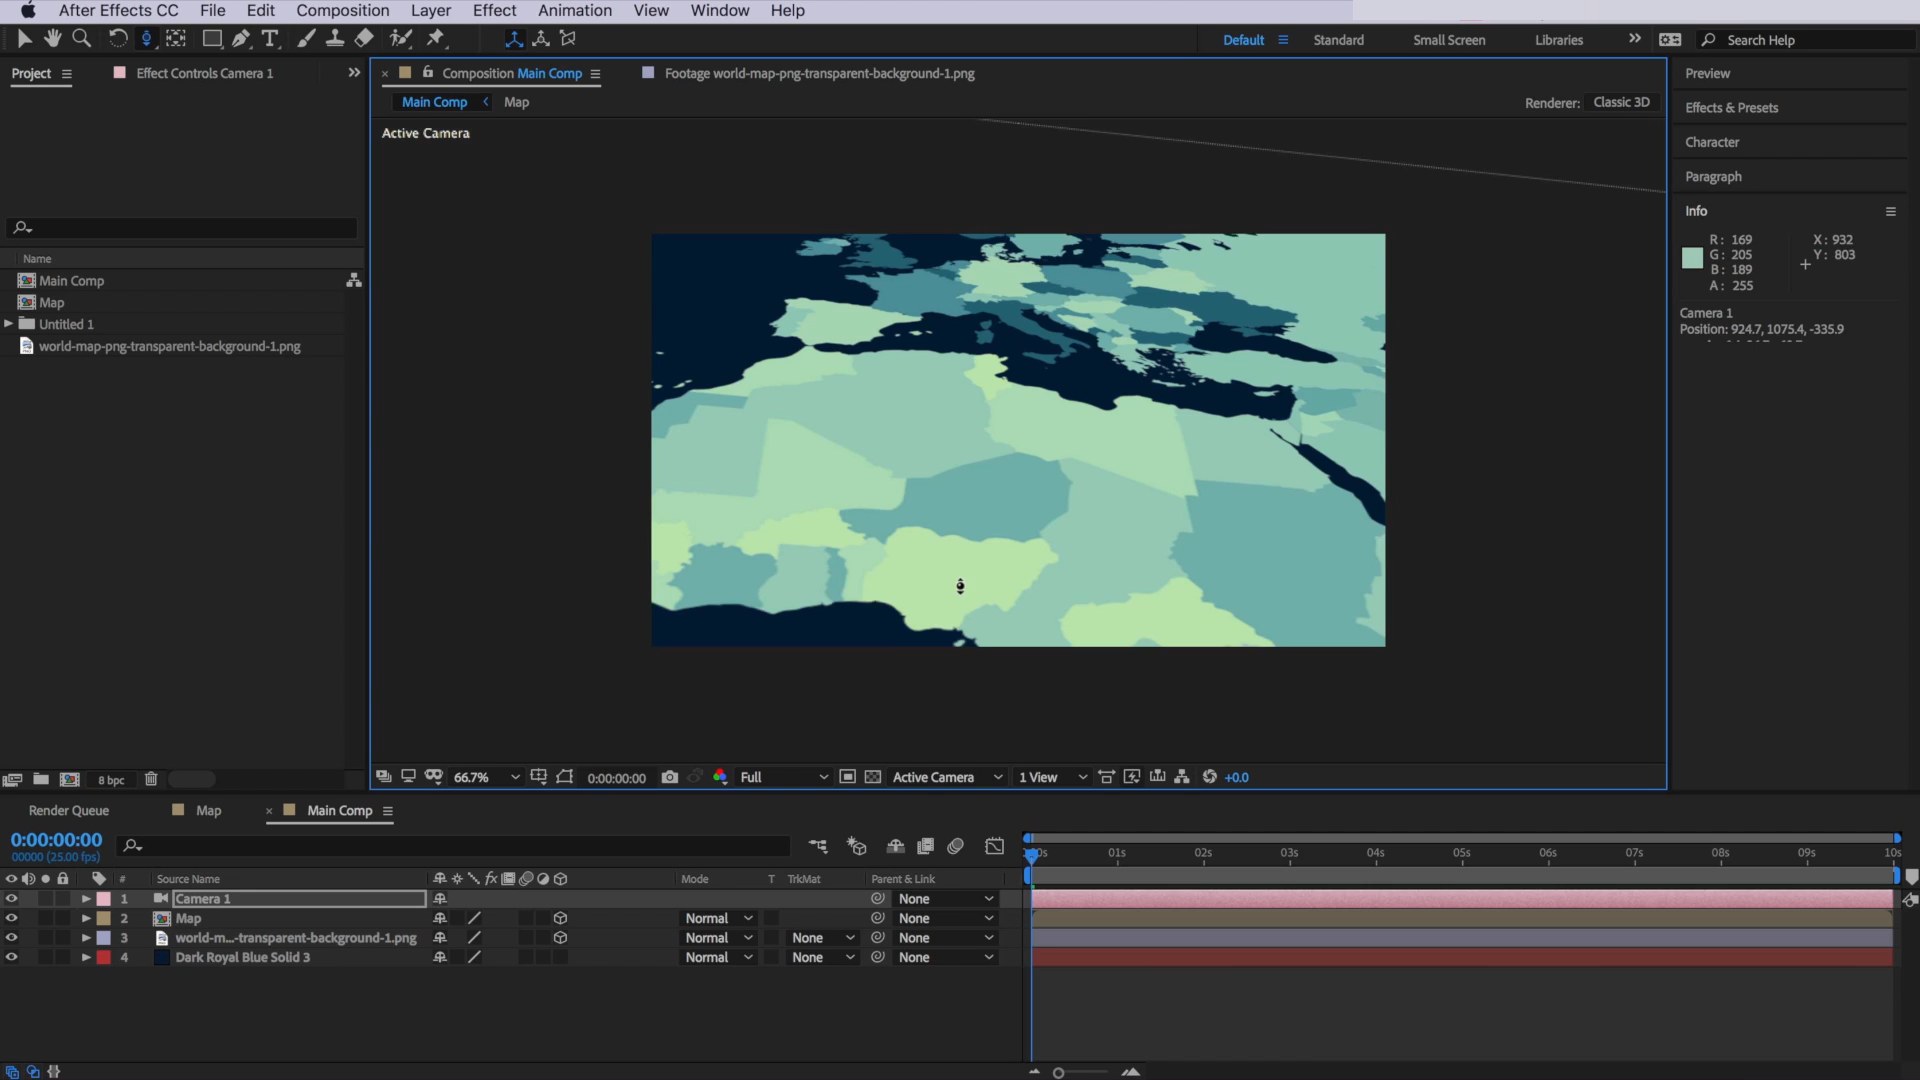 After Effects CC File Edit Composition Layer Effect Animation View Window Help
Default Standard Small Screen Libraries Search Help
Project Effect Controls Camera 1
Composition Main Comp Footage world-map-png-transparent-background-1.png
Main Comp Map Renderer: Classic 3D
Active Camera
Name
Main Comp
Map
Untitled 1
world-map-png-transparent-background-1.png
8 bpc
66.7% 0:00:00:00 Full Active Camera 1 View +0.0
Preview
Effects & Presets
Character
Paragraph
Info
R: 169
G: 205
B: 189
A: 255
X: 932
Y: 803
Camera 1
Position: 924.7, 1075.4, -335.9
Render Queue Map Main Comp
0:00:00:00
00000 (25.00 fps)
01s 02s 03s 04s 05s 06s 07s 08s 09s 10s
# Source Name fx Mode T TrkMat Parent & Link
1 Camera 1 None
2 Map Normal None
3 world-m...-transparent-background-1.png Normal None None
4 Dark Royal Blue Solid 3 Normal None None